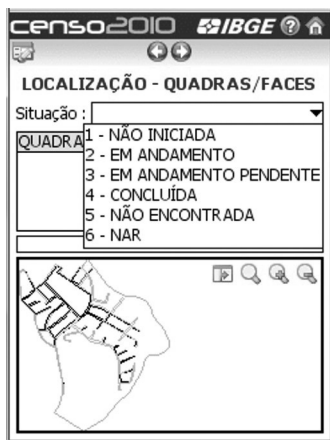 censo2010 IBGE ?
LOCALIZAÇÃO - QUADRAS/FACES
Situação :
QUADRA
1 - NÃO INICIADA
2 - EM ANDAMENTO
3 - EM ANDAMENTO PENDENTE
4 - CONCLUÍDA
5 - NÃO ENCONTRADA
6 - NAR